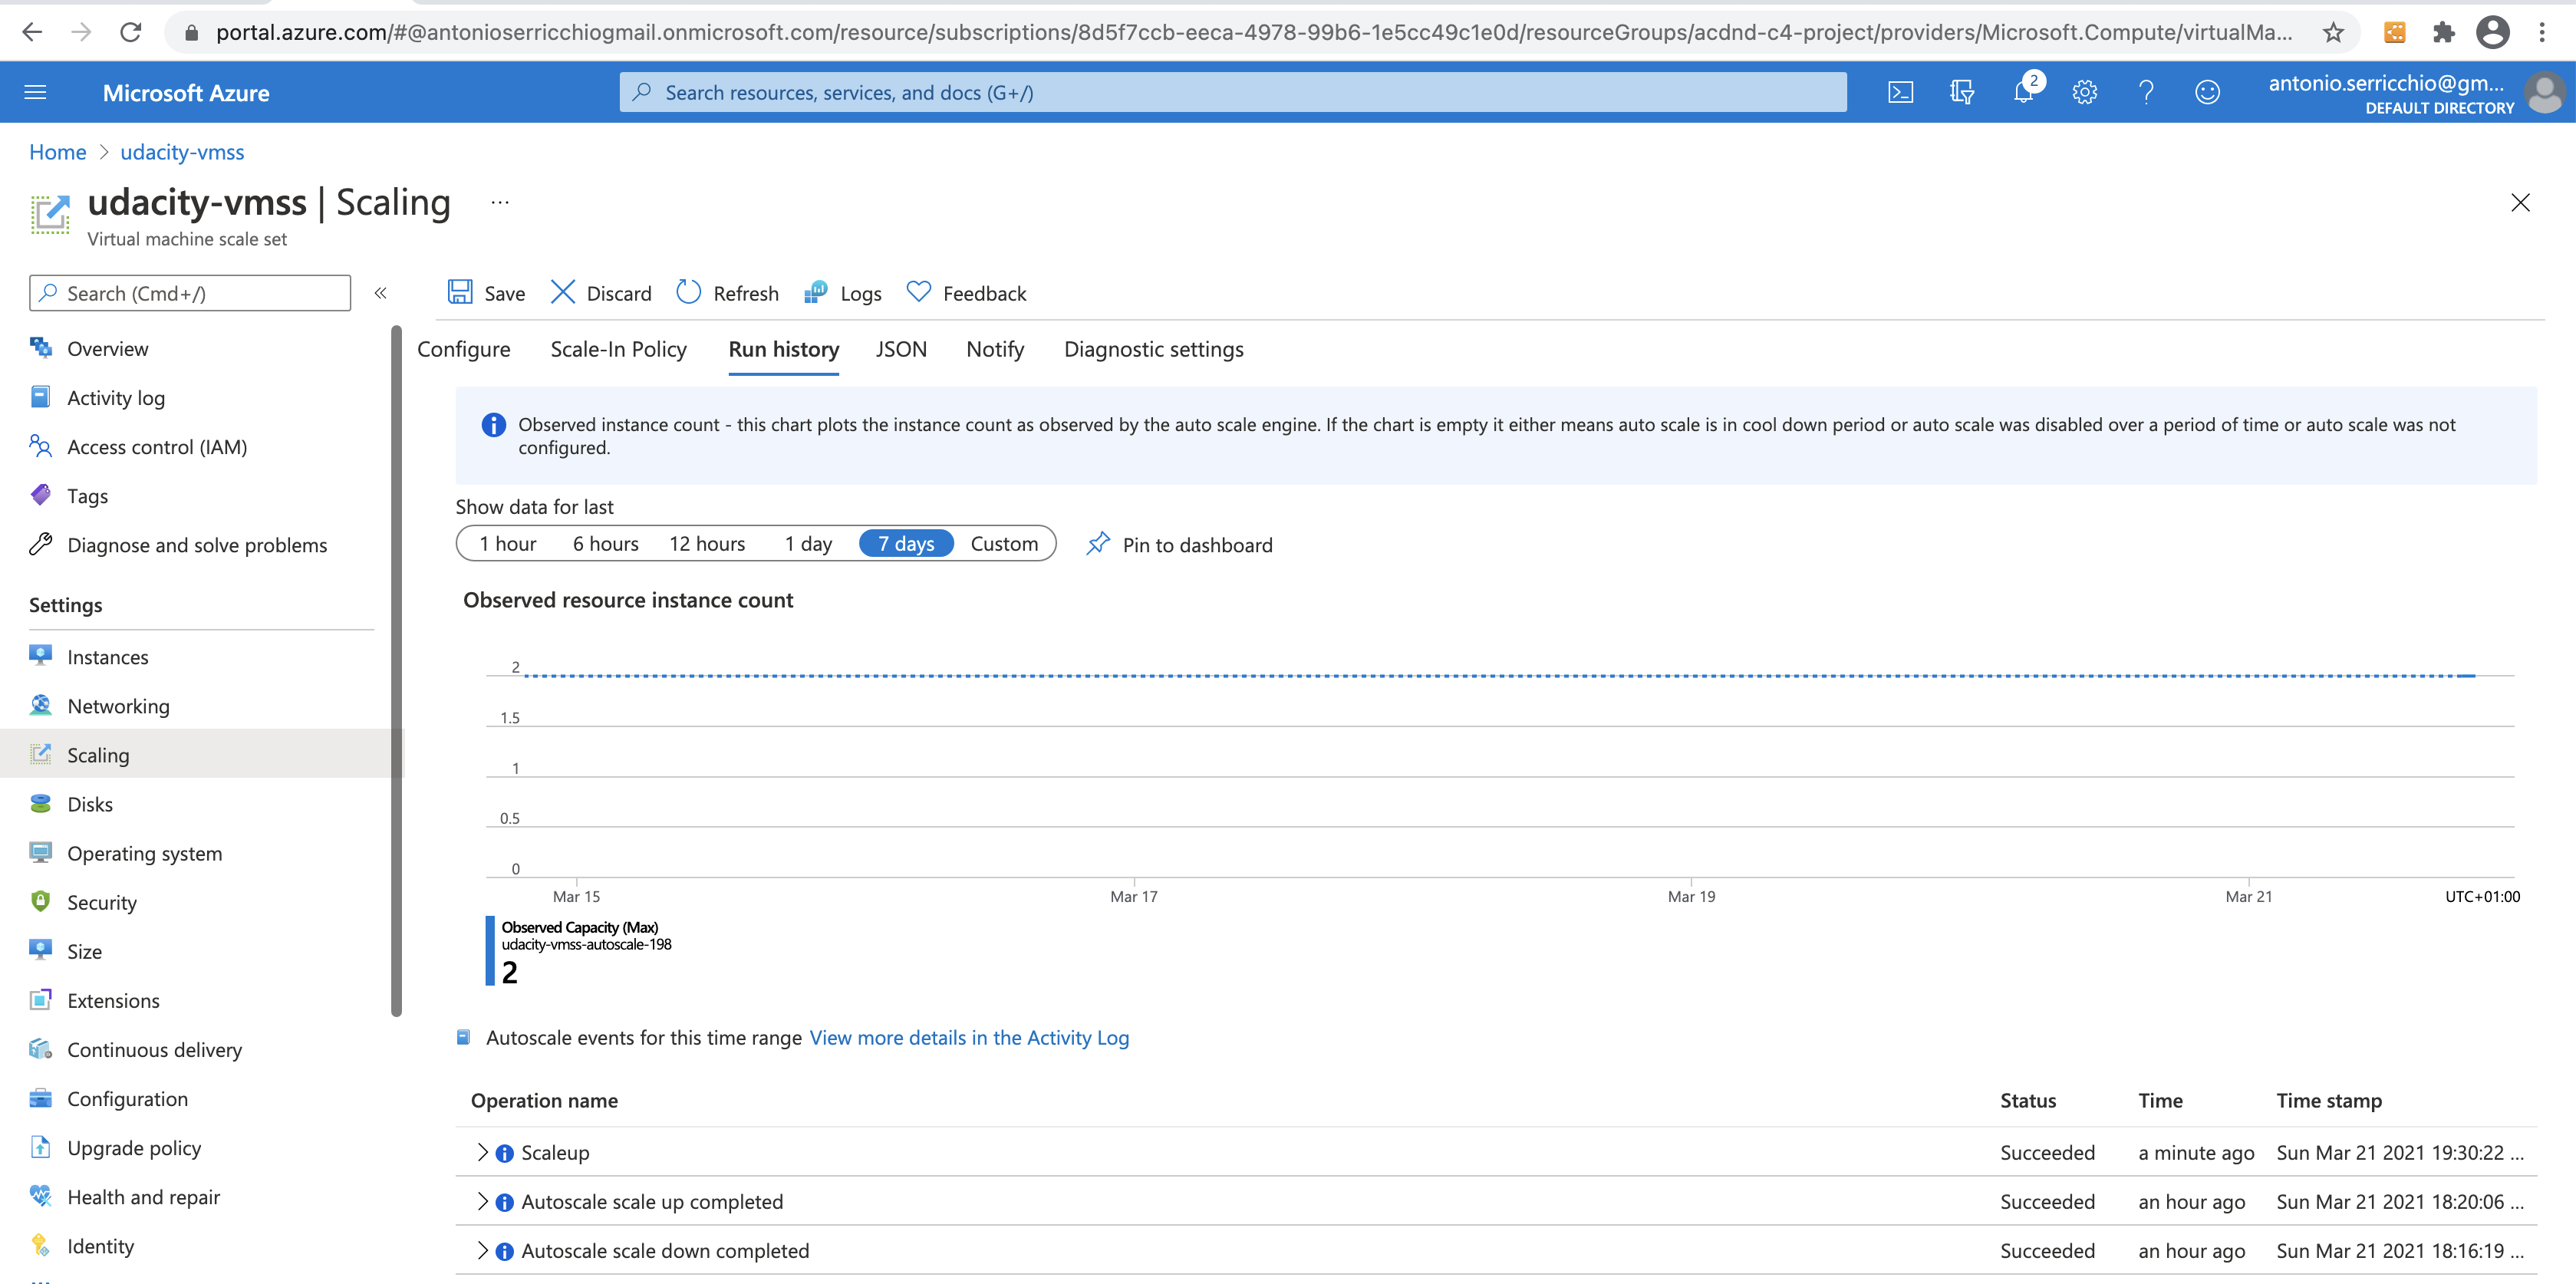 portal.azure.com/#@antonioserricchiogmail.onmicrosoft.com/resource/subscriptions/8d5f7ccb-eeca-4978-99b6-1e5cc49c1e0d/resourceGroups/acdnd-c4-project/providers/Microsoft.Compute/virtualMa...
Microsoft Azure
Search resources, services, and docs (G+/)
2
antonio.serricchio@gm...
DEFAULT DIRECTORY
Home > udacity-vmss
udacity-vmss | Scaling ...
Virtual machine scale set
Search (Cmd+/)
«
Overview
Activity log
Access control (IAM)
Tags
Diagnose and solve problems
Settings
Instances
Networking
Scaling
Disks
Operating system
Security
Size
Extensions
Continuous delivery
Configuration
Upgrade policy
Health and repair
Identity
Save Discard Refresh Logs Feedback
Configure Scale-In Policy Run history JSON Notify Diagnostic settings
Observed instance count - this chart plots the instance count as observed by the auto scale engine. If the chart is empty it either means auto scale is in cool down period or auto scale was disabled over a period of time or auto scale was not
configured.
Show data for last
1 hour 6 hours 12 hours 1 day 7 days Custom Pin to dashboard
Observed resource instance count
2
1.5
1
0.5
0
Mar 15 Mar 17 Mar 19 Mar 21 UTC+01:00
Observed Capacity (Max)
udacity-vmss-autoscale-198
2
Autoscale events for this time range View more details in the Activity Log
Operation name Status Time Time stamp
Scaleup Succeeded a minute ago Sun Mar 21 2021 19:30:22 ...
Autoscale scale up completed Succeeded an hour ago Sun Mar 21 2021 18:20:06 ...
Autoscale scale down completed Succeeded an hour ago Sun Mar 21 2021 18:16:19 ...